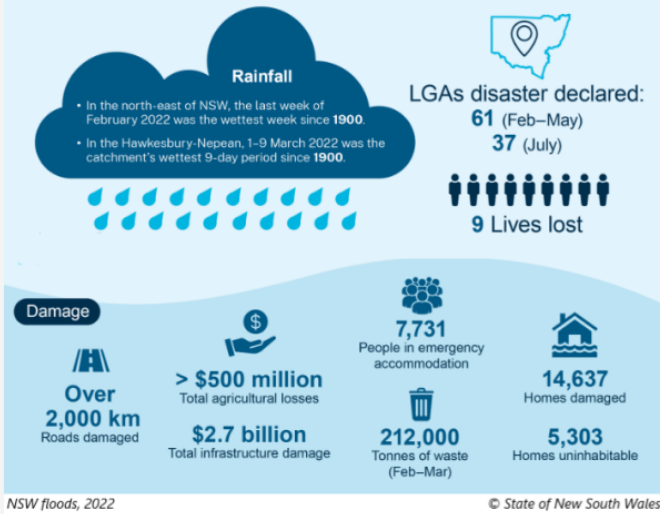 Rainfall
• In the north-east of NSW, the last week of
February 2022 was the wettest week since 1900.
• In the Hawkesbury-Nepean, 1–9 March 2022 was the
catchment's wettest 9-day period since 1900.
LGAs disaster declared:
61 (Feb–May)
37 (July)
9 Lives lost
Damage
Over
2,000 km
Roads damaged
$
> $500 million
Total agricultural losses
$2.7 billion
Total infrastructure damage
7,731
People in emergency
accommodation
212,000
Tonnes of waste
(Feb–Mar)
14,637
Homes damaged
5,303
Homes uninhabitable
NSW floods, 2022
© State of New South Wales